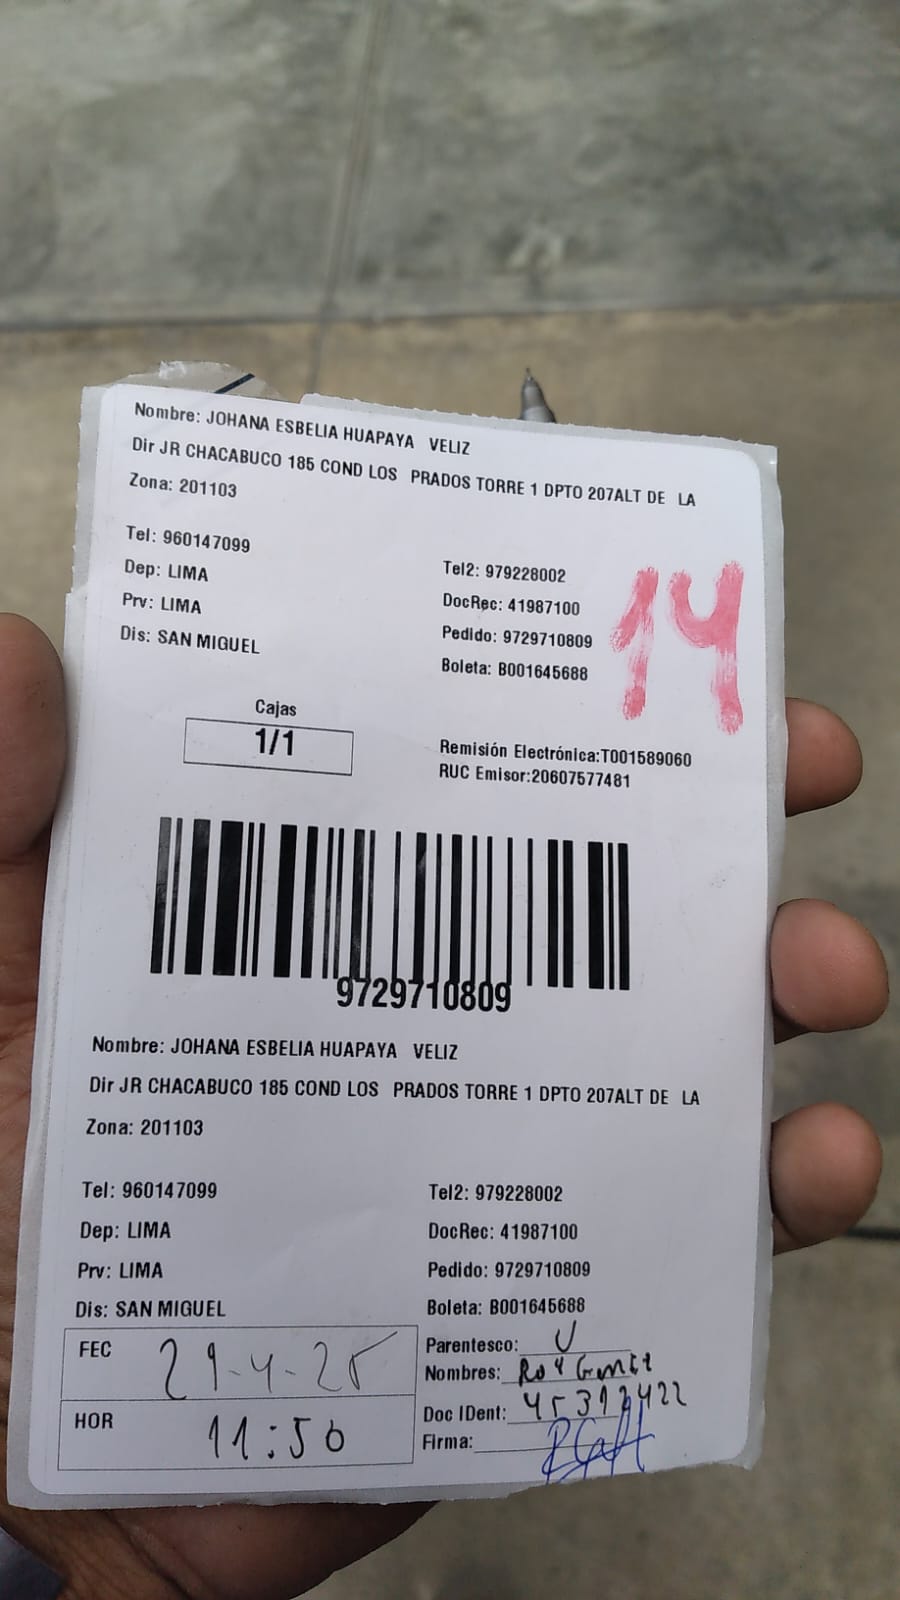 Nombre: JOHANA ESBELIA HUAPAYA VELIZ
Dir JR CHACABUCO 185 COND LOS PRADOS TORRE 1 DPTO 207ALT DE LA
Zona: 201103
Tel: 960147099
Dep: LIMA
Prv: LIMA
Dis: SAN MIGUEL
Tel2: 979228002
DocRec: 41987100
Pedido: 9729710809
Boleta: B001645688
14
Cajas
1/1
Remisión Electrónica:T001589060
RUC Emisor:20607577481
9729710809
Nombre: JOHANA ESBELIA HUAPAYA VELIZ
Dir JR CHACABUCO 185 COND LOS PRADOS TORRE 1 DPTO 207ALT DE LA
Zona: 201103
Tel: 960147099
Dep: LIMA
Prv: LIMA
Dis: SAN MIGUEL
Tel2: 979228002
DocRec: 41987100
Pedido: 9729710809
Boleta: B001645688
FEC 29-4-25
HOR 11:50
Parentesco:
Nombres: Roy
Doc IDent:
Firma: